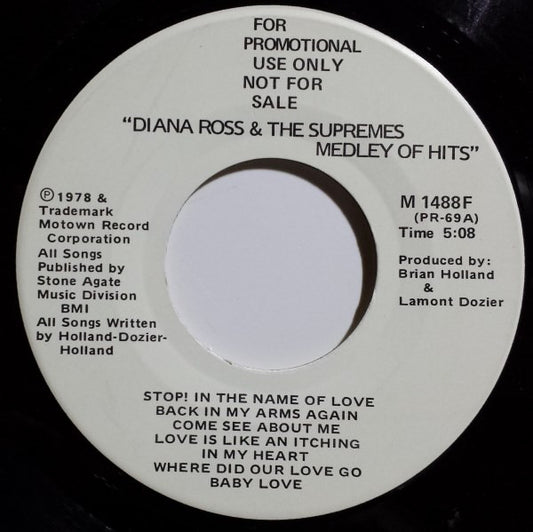 FOR
PROMOTIONAL
USE ONLY
NOT FOR
SALE
"DIANA ROSS & THE SUPREMES
MEDLEY OF HITS"
Ⓟ 1978 &
Trademark
Motown Record
Corporation
All Songs
Published by
Stone Agate
Music Division
BMI
All Songs Written
by Holland-Dozier-
Holland
M 1488F
(PR-69A)
Time 5:08
Produced by:
Brian Holland
&
Lamont Dozier
STOP! IN THE NAME OF LOVE
BACK IN MY ARMS AGAIN
COME SEE ABOUT ME
LOVE IS LIKE AN ITCHING
IN MY HEART
WHERE DID OUR LOVE GO
BABY LOVE